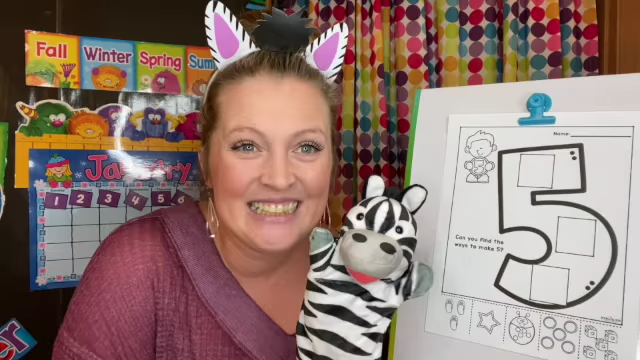 Fall Winter Spring Summ
January
1 2 3 4 5 6
Name:
5
Can you find the
ways to make 5?